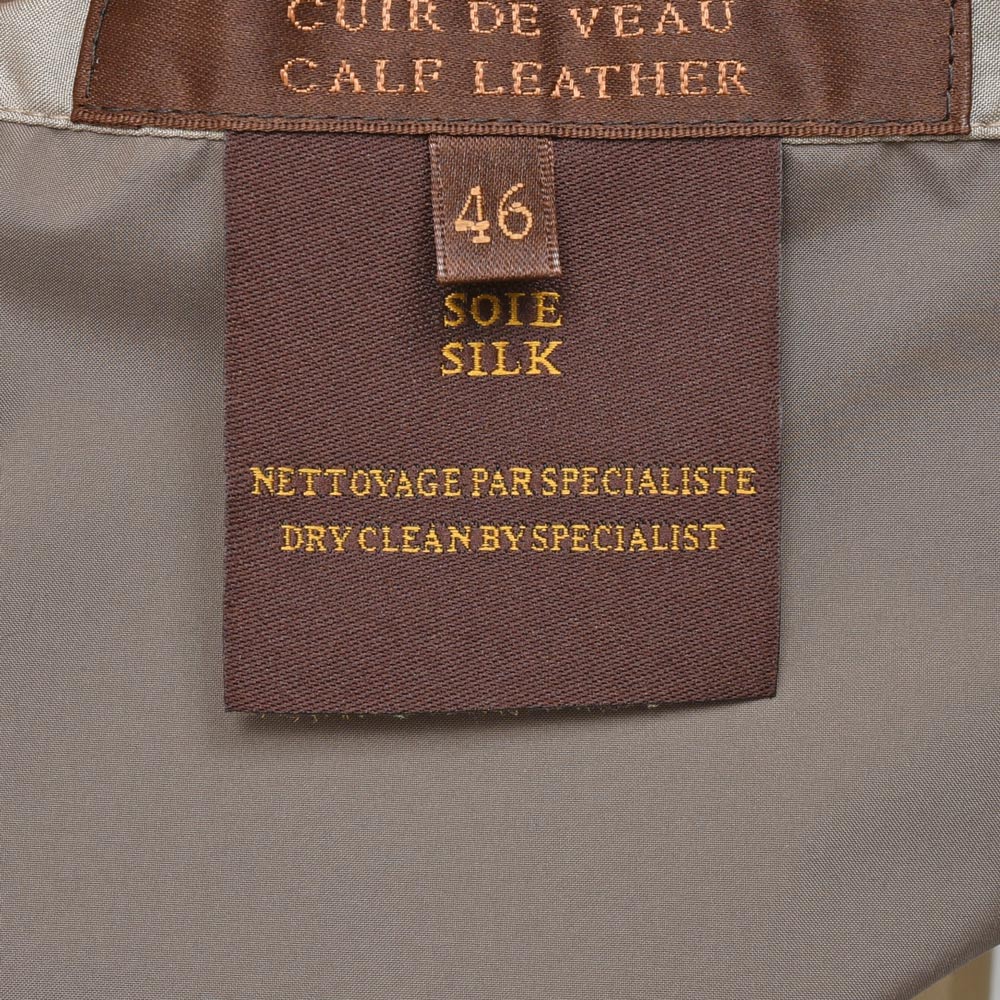 CUIR DE VEAU
CALF LEATHER
46
SOIE
SILK
NETTOYAGE PAR SPECIALISTE
DRY CLEAN BY SPECIALIST